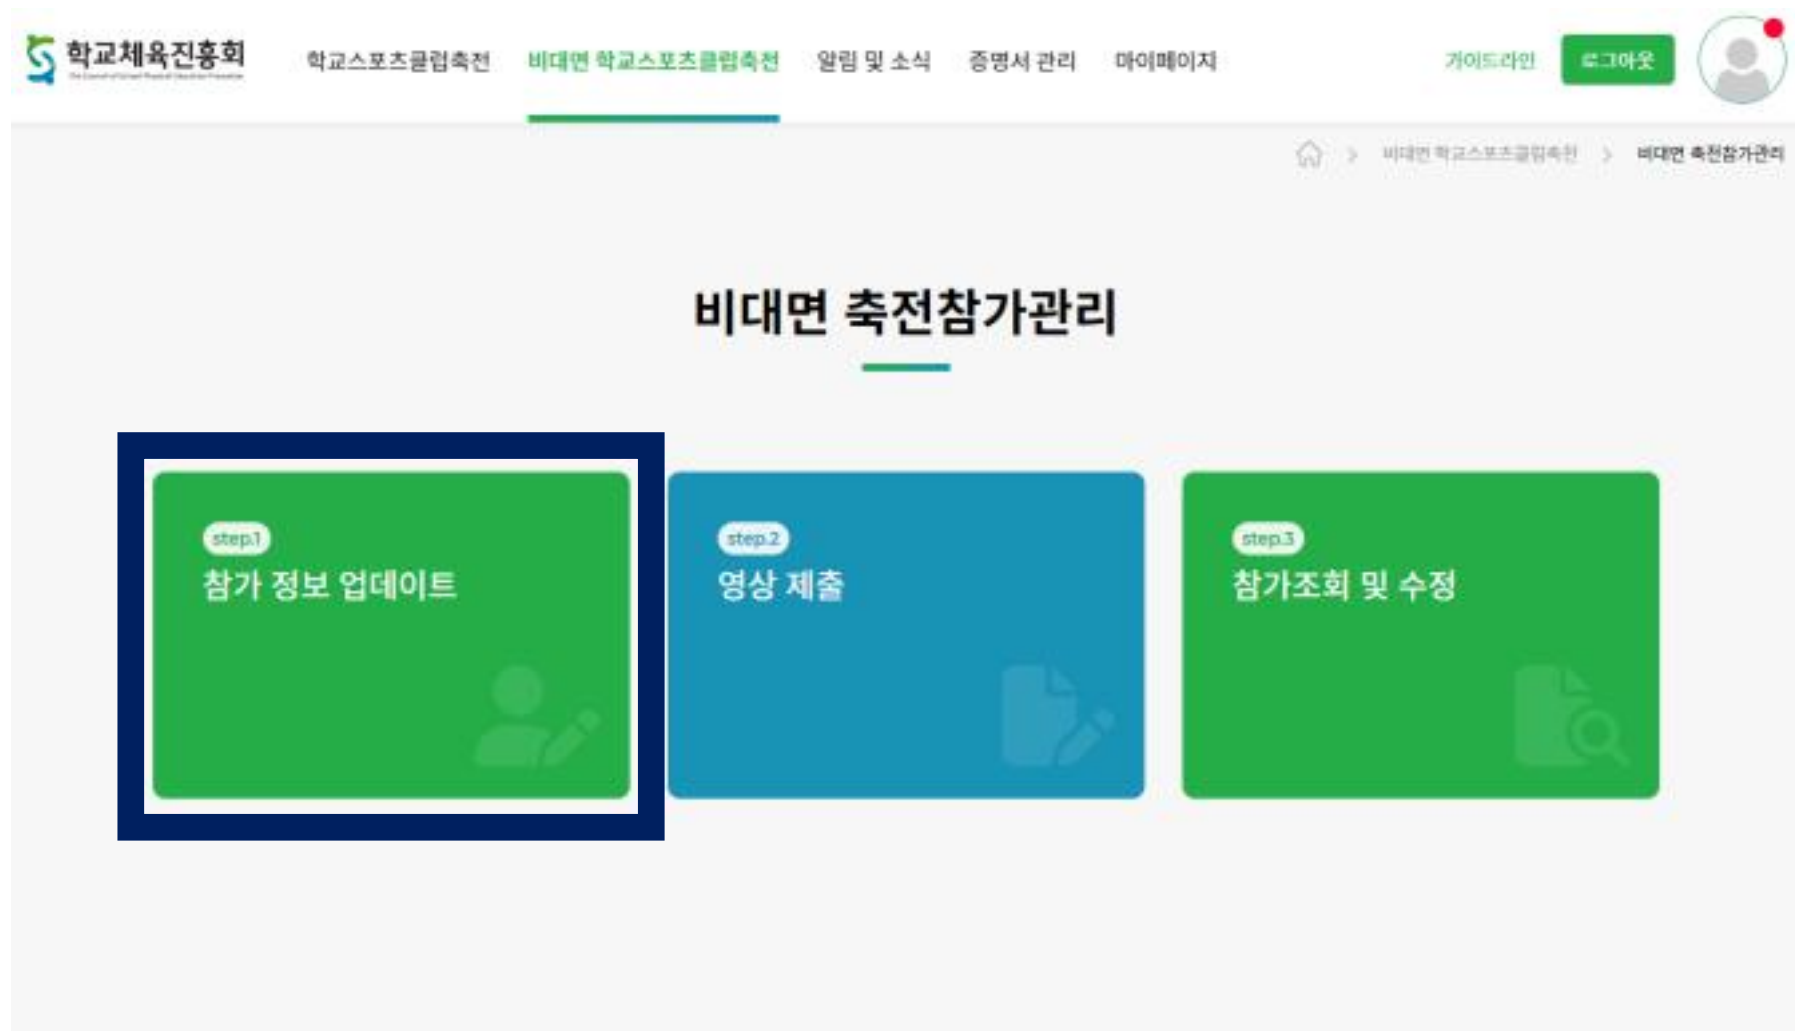 학교체육진흥회
학교스포츠클럽축전
비대면 학교스포츠클럽축전
알림 및 소식
증명서 관리
마이페이지
가이드라인
로그아웃
비대면 학교스포츠클럽축전 > 비대면 축전참가관리
비대면 축전참가관리
step.1
참가 정보 업데이트
step.2
영상 제출
step.3
참가조회 및 수정